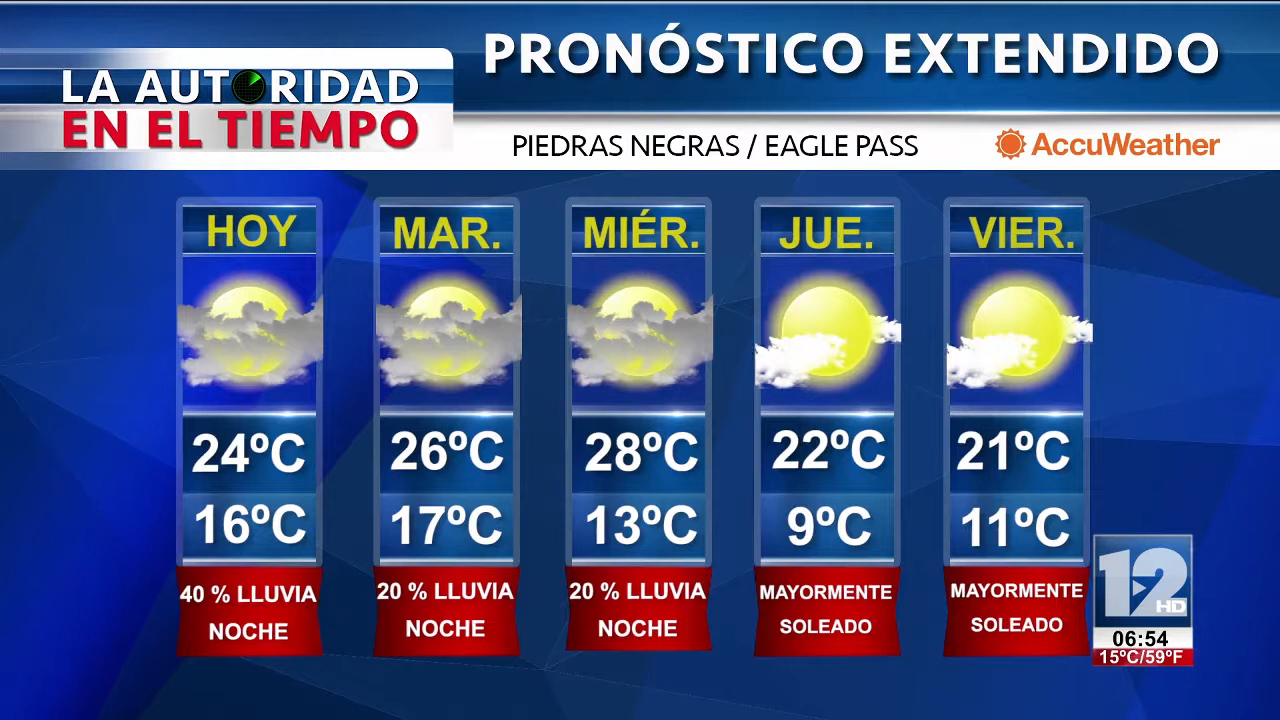 LA AUTORIDAD
EN EL TIEMPO
PRONÓSTICO EXTENDIDO
PIEDRAS NEGRAS / EAGLE PASS
AccuWeather
HOY
24ºC
16ºC
40 % LLUVIA
NOCHE
MAR.
26ºC
17ºC
20 % LLUVIA
NOCHE
MIÉR.
28ºC
13ºC
20 % LLUVIA
NOCHE
JUE.
22ºC
9ºC
MAYORMENTE
SOLEADO
VIER.
21ºC
11ºC
MAYORMENTE
SOLEADO
12
HD
06:54
15ºC/59ºF